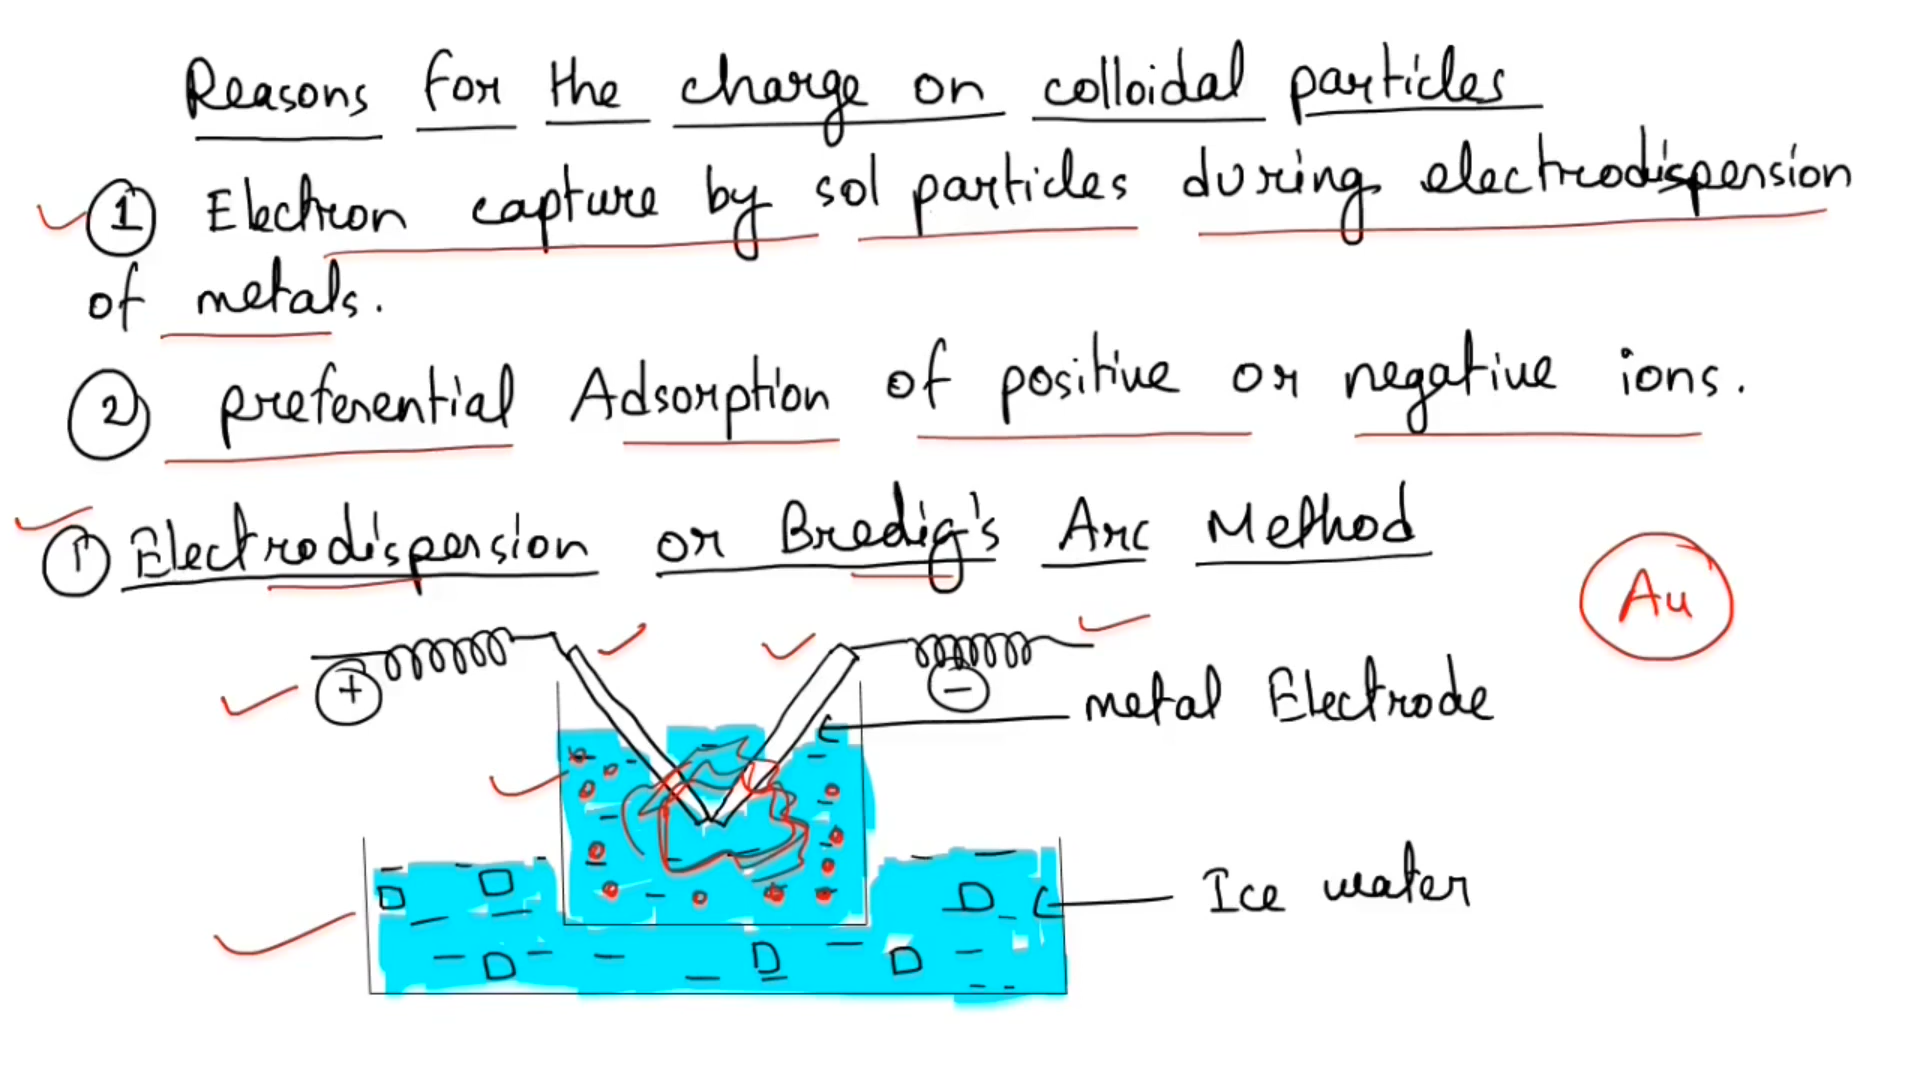 Reasons for the charge on colloidal particles
① Electron capture by sol particles during electrodispension
of metals.
② preferential Adsorption of positive or negative ions.
① Electrodispension or Bredig's Arc Method
Au
+
−
metal Electrode
Ice water